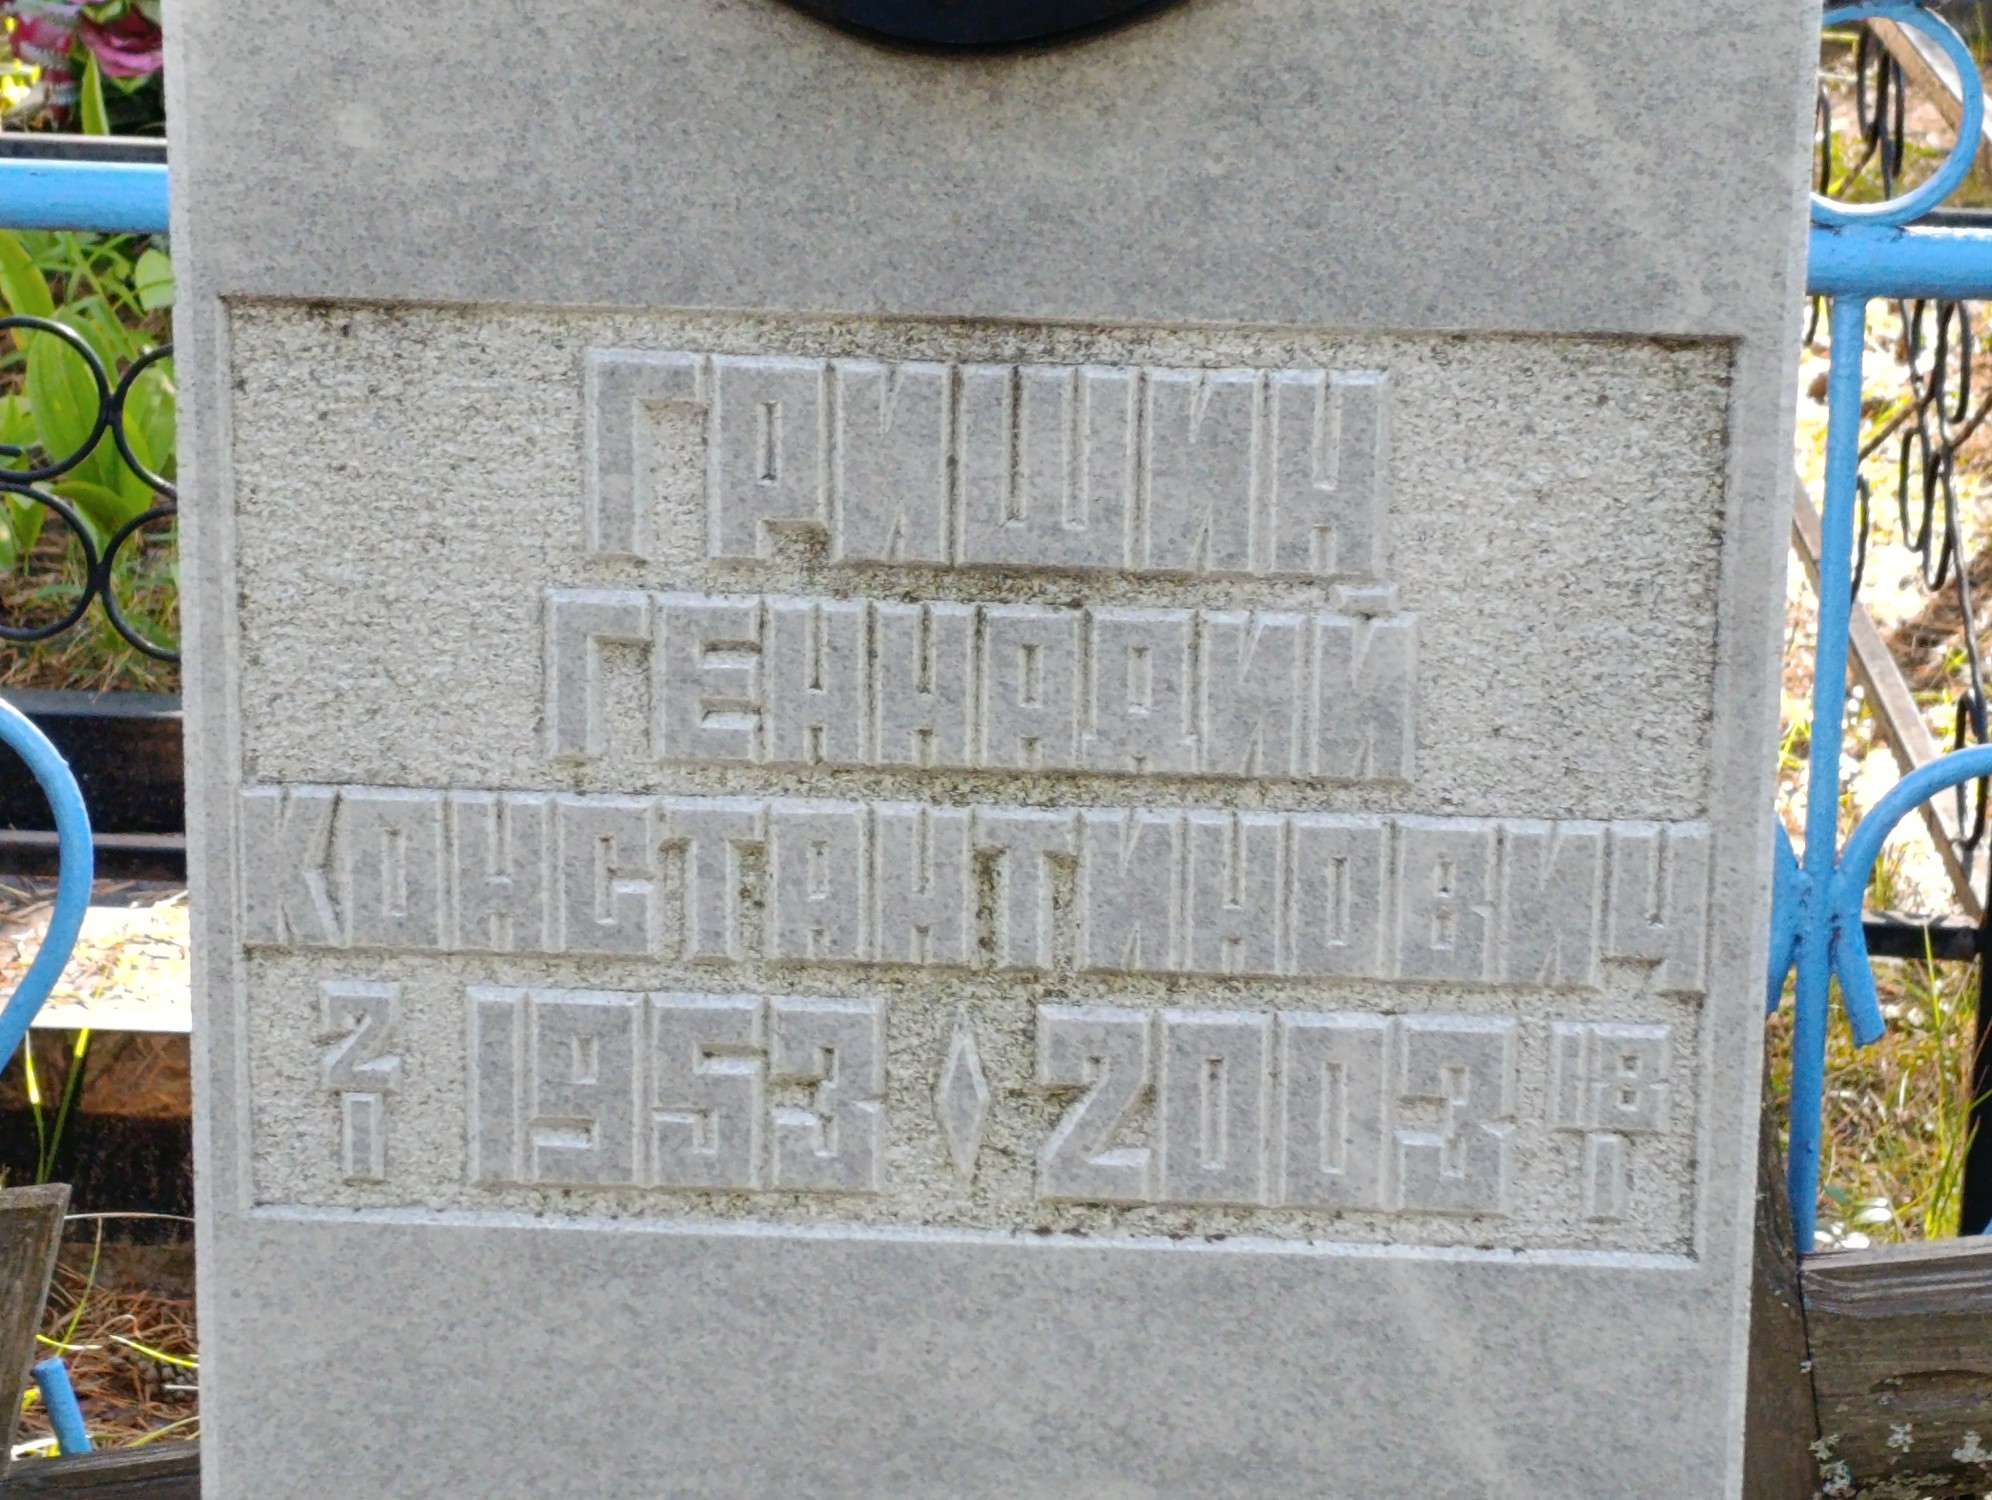 ГРИШИН
ГЕННАДИЙ
КОНСТАНТИНОВИЧ
2 1953 ◊ 2003 18
I I